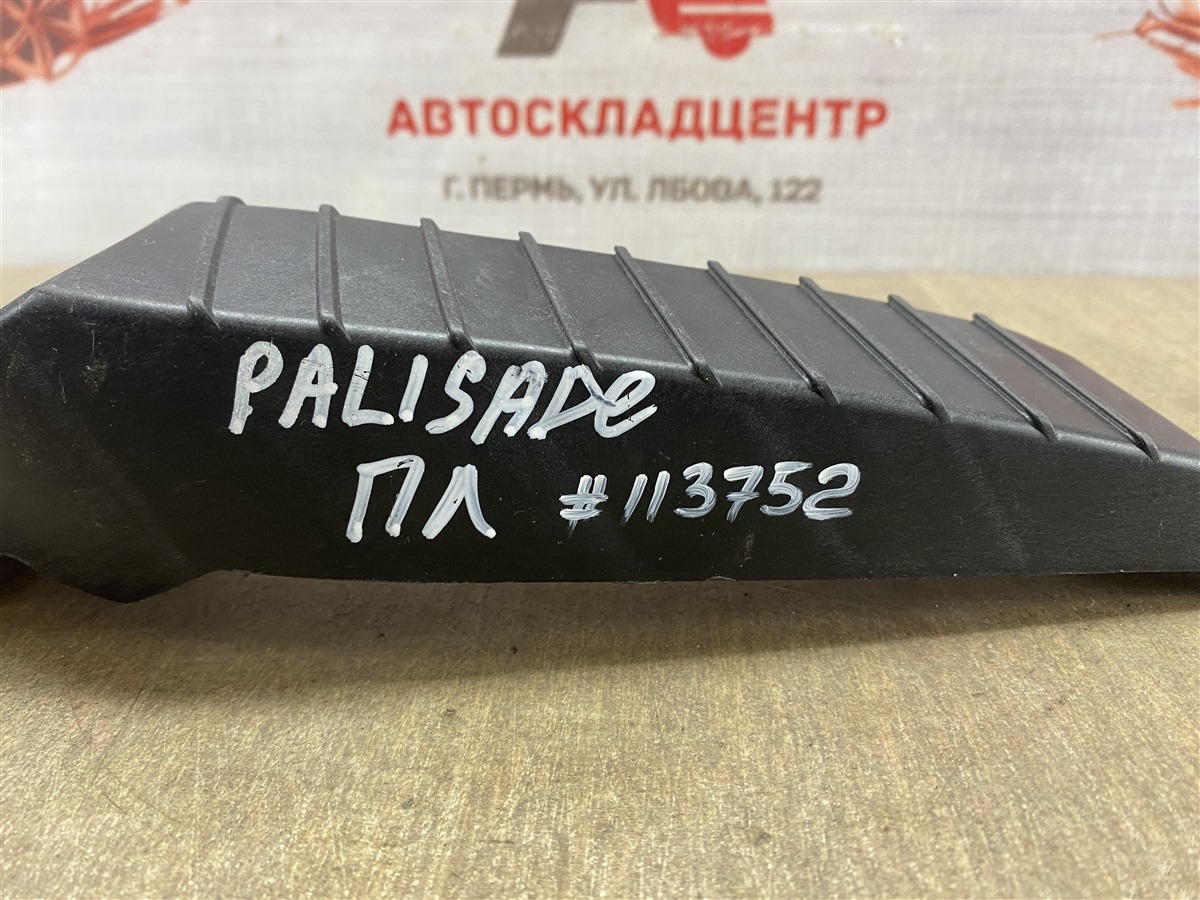 АВТОСКЛАДЦЕНТР
Г. ПЕРМЬ, УЛ. ЛБОВА, 122
PALISADe
ПЛ #113752